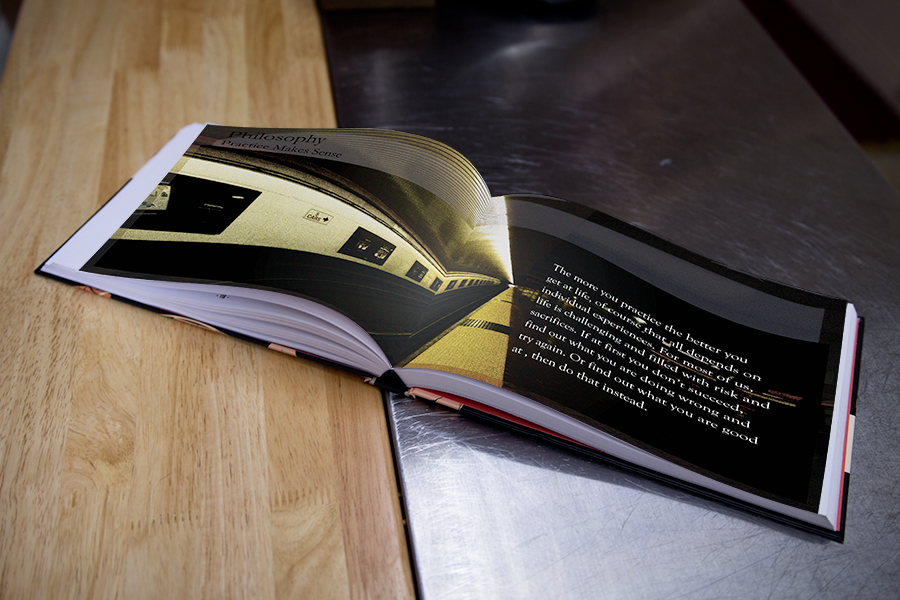 Philosophy
Practice Makes Sense
CARS
The more you practice the better you
get at life, of course that all depends on
individual experiences. For most of us,
life is challenging and filled with risk and
sacrifices. If at first you don't succeed,
try again. Or find out what you are doing wrong and
find out what you are good
at, then do that instead.